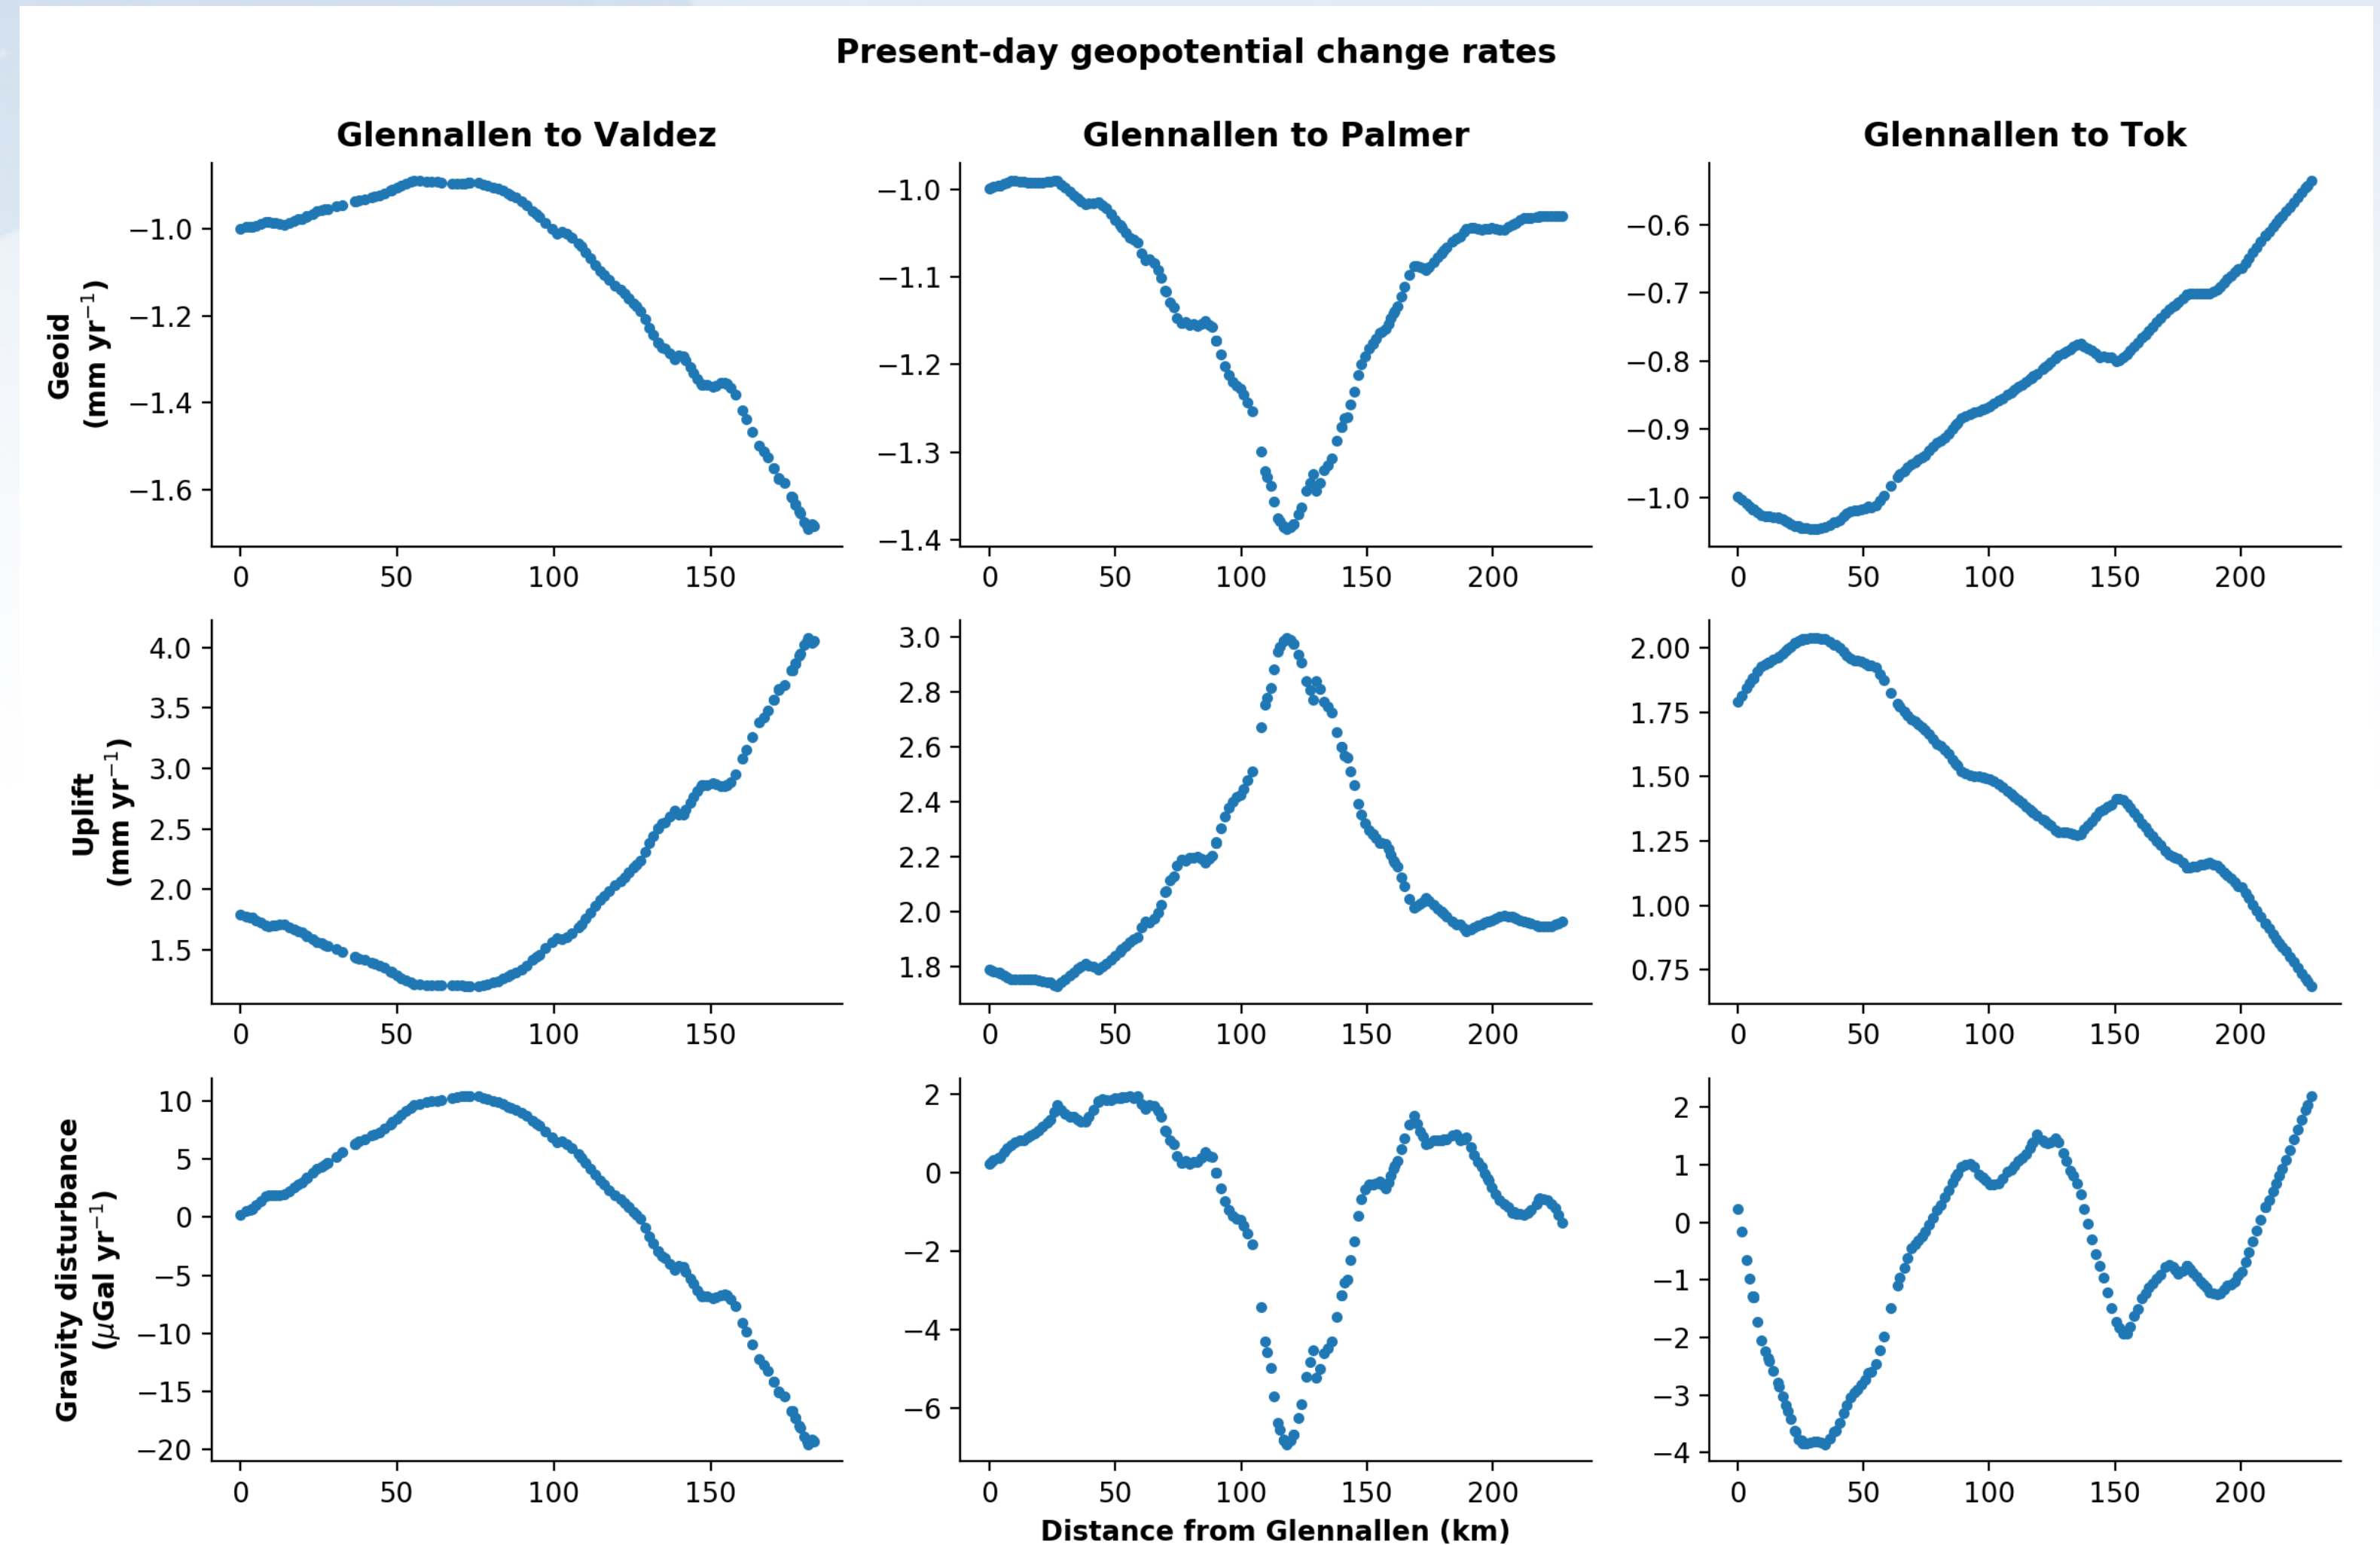 Present-day geopotential change rates
Glennallen to Valdez
Glennallen to Palmer
Glennallen to Tok
Geoid
(mm yr⁻¹)
−1.0
−1.2
−1.4
−1.6
0 50 100 150
−1.0
−1.1
−1.2
−1.3
−1.4
0 50 100 150 200
−0.6
−0.7
−0.8
−0.9
−1.0
0 50 100 150 200
Uplift
(mm yr⁻¹)
4.0
3.5
3.0
2.5
2.0
1.5
0 50 100 150
3.0
2.8
2.6
2.4
2.2
2.0
1.8
0 50 100 150 200
2.00
1.75
1.50
1.25
1.00
0.75
0 50 100 150 200
Gravity disturbance
(μGal yr⁻¹)
10
5
0
−5
−10
−15
−20
0 50 100 150
2
0
−2
−4
−6
0 50 100 150 200
2
1
0
−1
−2
−3
−4
0 50 100 150 200
Distance from Glennallen (km)